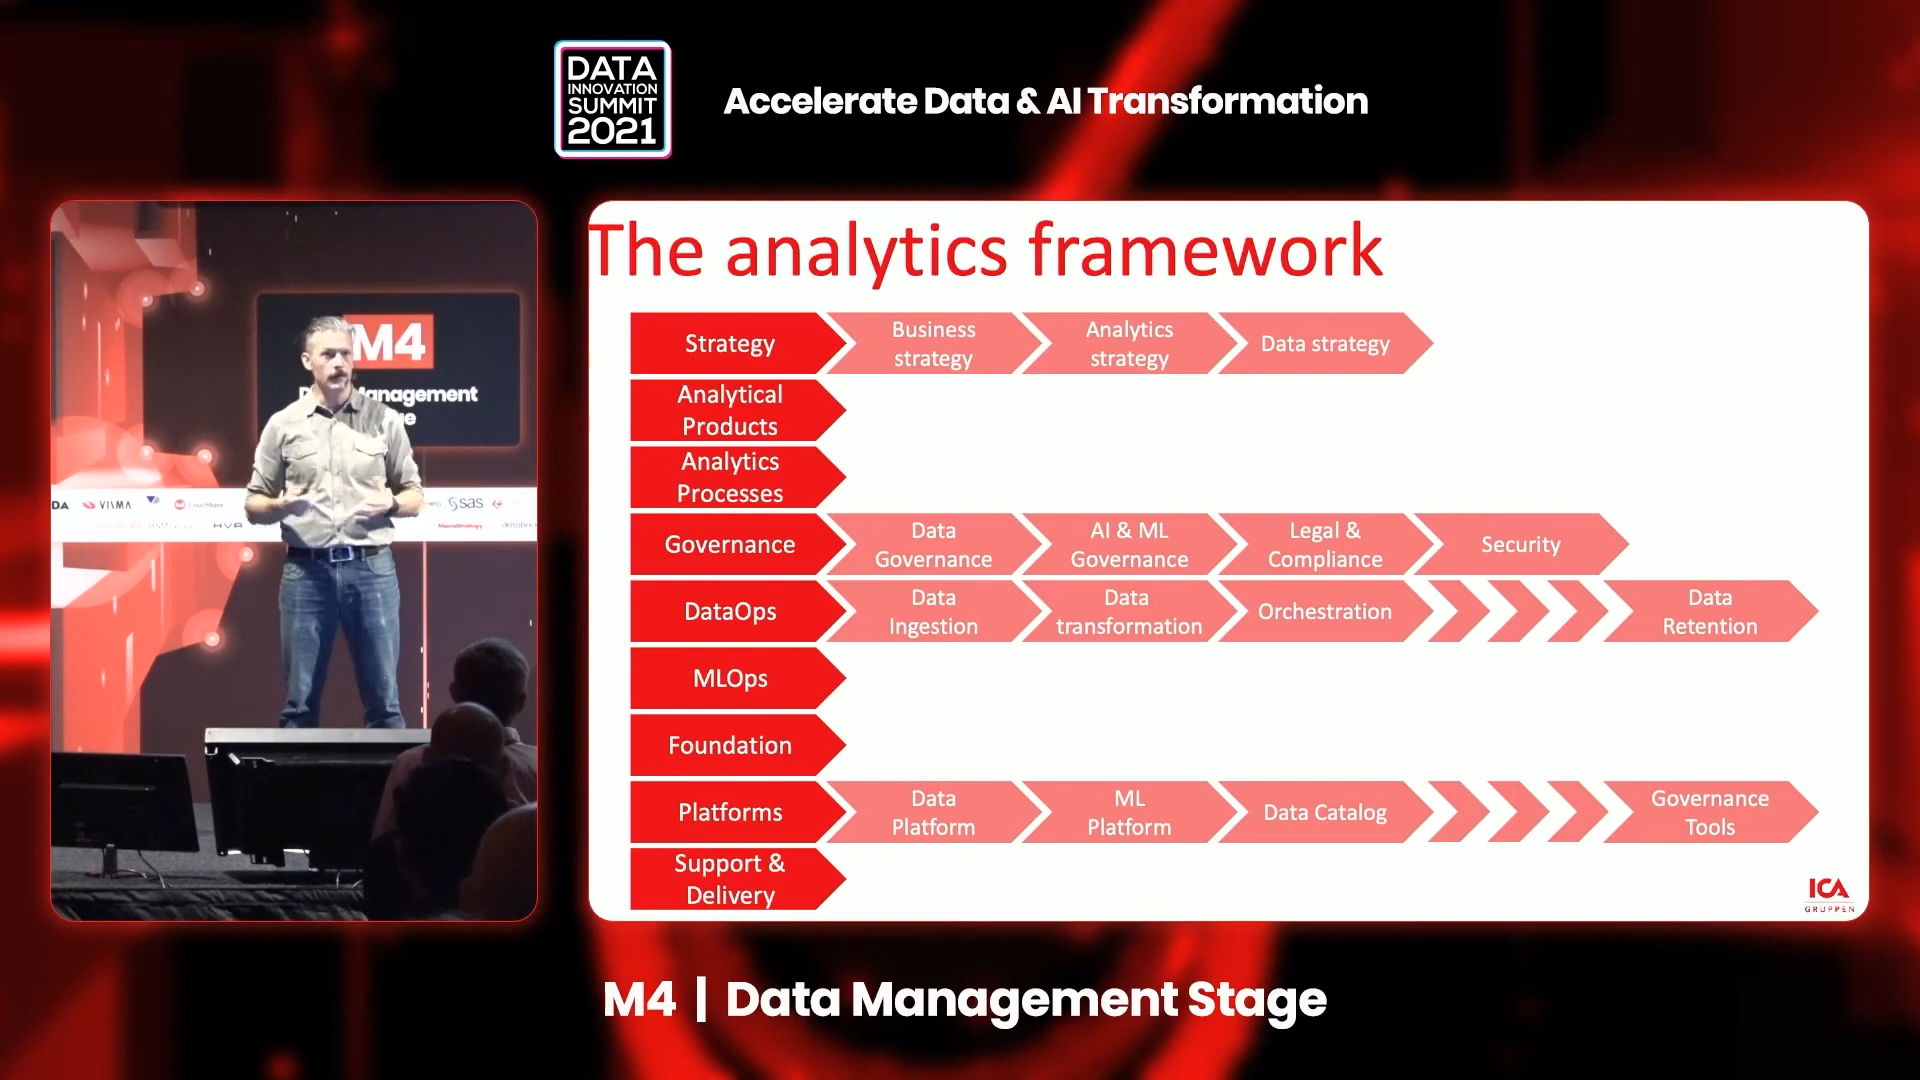 DATA
INNOVATION
SUMMIT
2021
Accelerate Data & AI Transformation
M4
VISMA
sas
HVR
The analytics framework
Strategy
Business
strategy
Analytics
strategy
Data strategy
Analytical
Products
Analytics
Processes
Governance
Data
Governance
AI & ML
Governance
Legal &
Compliance
Security
DataOps
Data
Ingestion
Data
transformation
Orchestration
Data
Retention
MLOps
Foundation
Platforms
Data
Platform
ML
Platform
Data Catalog
Governance
Tools
Support &
Delivery
ICA
GRUPPEN
M4 | Data Management Stage